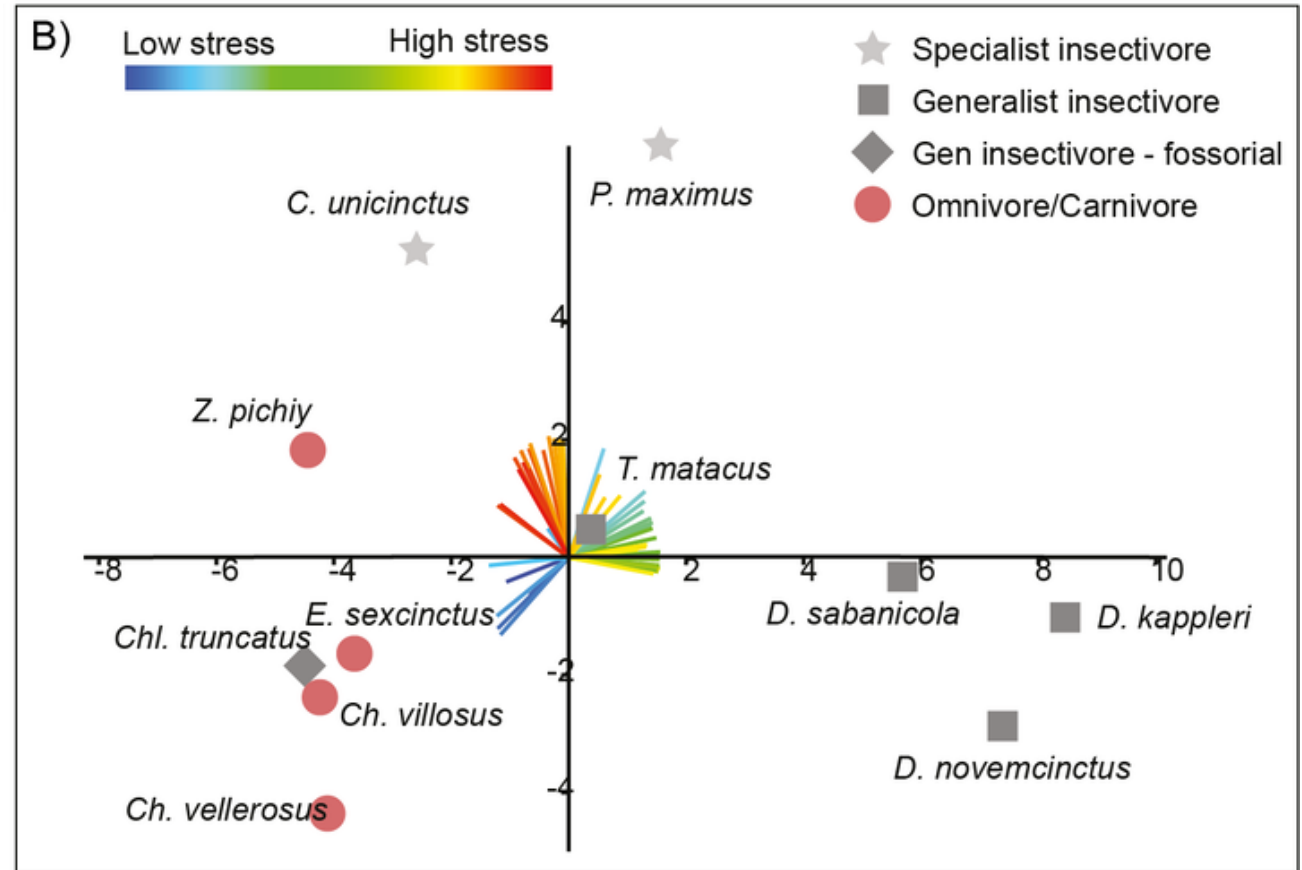 B)
Low stress High stress
Specialist insectivore
Generalist insectivore
Gen insectivore - fossorial
Omnivore/Carnivore
P. maximus
C. unicinctus
4
Z. pichiy
2
T. matacus
-8 -6 -4 -2 2 4 6 8 10
E. sexcinctus
D. sabanicola
D. kappleri
Chl. truncatus
-2
Ch. villosus
D. novemcinctus
-4
Ch. vellerosus